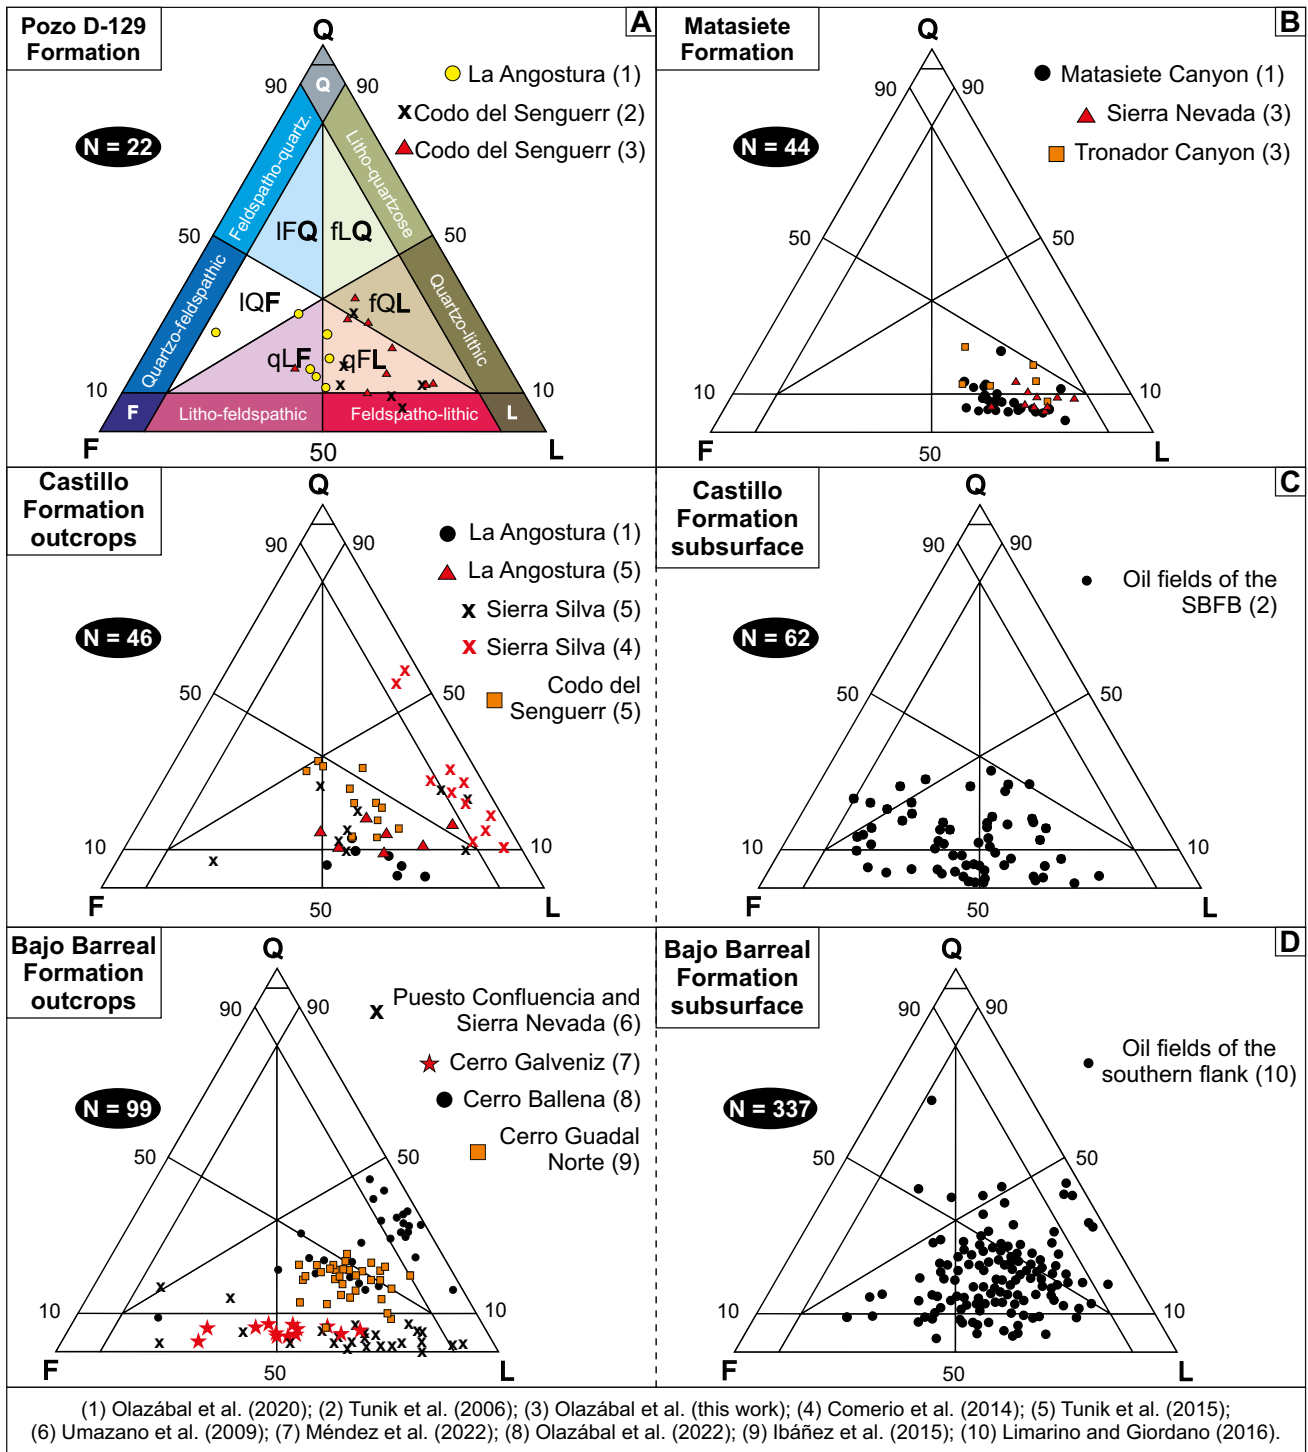 Pozo D-129
Formation
A
Q
90
Q
90
La Angostura (1)
x Codo del Senguerr (2)
Codo del Senguerr (3)
N = 22
Feldspatho-quartz.
Litho-quartzose
50
lFQ
fLQ
50
Quartzo-feldspathic
lQF
fQL
Quartzo-lithic
qLF
qFL
10
10
F
Litho-feldspathic
Feldspatho-lithic
L
F
50
L
Matasiete
Formation
B
Q
90
90
Matasiete Canyon (1)
Sierra Nevada (3)
Tronador Canyon (3)
N = 44
50
50
10
10
F
50
L
Castillo
Formation
outcrops
Q
90
90
La Angostura (1)
La Angostura (5)
x Sierra Silva (5)
x Sierra Silva (4)
Codo del
Senguerr (5)
N = 46
50
50
10
10
F
50
L
Castillo
Formation
subsurface
C
Q
90
90
Oil fields of the
SBFB (2)
N = 62
50
50
10
10
F
50
L
Bajo Barreal
Formation
outcrops
Q
90
90
x Puesto Confluencia and
Sierra Nevada (6)
Cerro Galveniz (7)
Cerro Ballena (8)
Cerro Guadal
Norte (9)
N = 99
50
50
10
10
F
50
L
Bajo Barreal
Formation
subsurface
D
Q
90
90
Oil fields of the
southern flank (10)
N = 337
50
50
10
10
F
50
L
(1) Olazábal et al. (2020); (2) Tunik et al. (2006); (3) Olazábal et al. (this work); (4) Comerio et al. (2014); (5) Tunik et al. (2015);
(6) Umazano et al. (2009); (7) Méndez et al. (2022); (8) Olazábal et al. (2022); (9) Ibáñez et al. (2015); (10) Limarino and Giordano (2016).